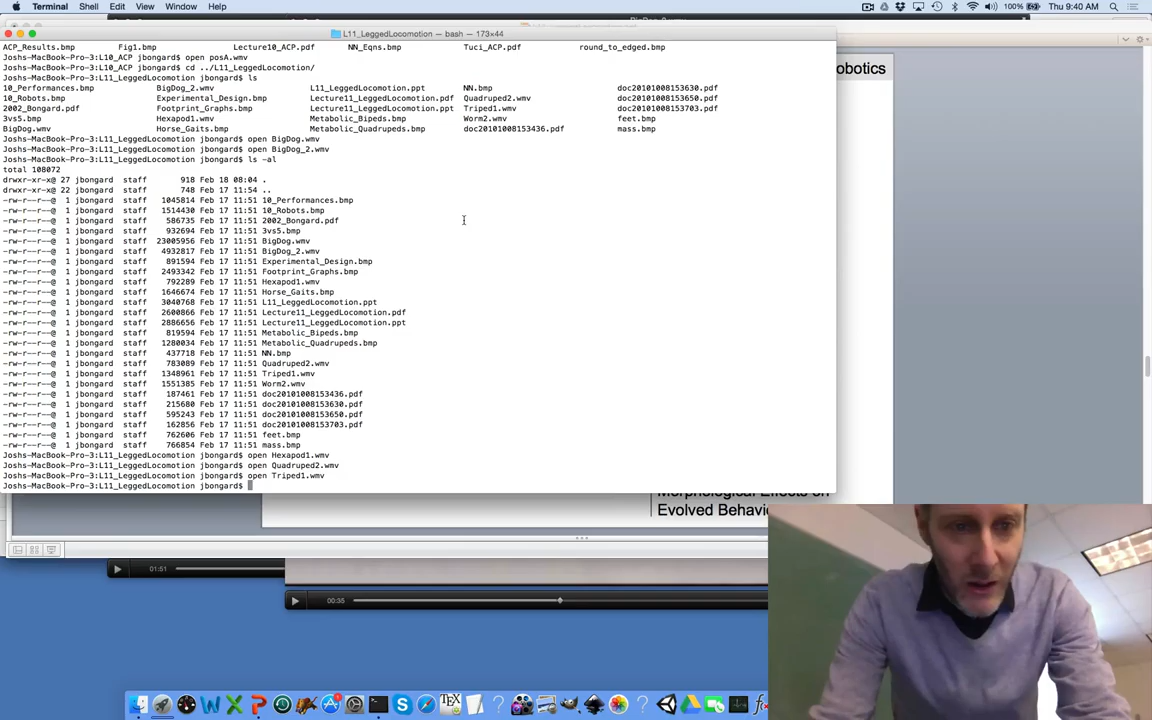 Terminal Shell Edit View Window Help 100% Thu 9:40 AM
L11_LeggedLocomotion — bash — 173×44
ACP_Results.bmp Fig1.bmp Lecture10_ACP.pdf NN_Eqns.bmp Tuci_ACP.pdf round_to_edged.bmp
Joshs-MacBook-Pro-3:L10_ACP jbongard$ open posA.wmv
Joshs-MacBook-Pro-3:L10_ACP jbongard$ cd ../L11_LeggedLocomotion/
Joshs-MacBook-Pro-3:L11_LeggedLocomotion jbongard$ ls
10_Performances.bmp BigDog_2.wmv L11_LeggedLocomotion.ppt NN.bmp doc20101008153630.pdf
10_Robots.bmp Experimental_Design.bmp Lecture11_LeggedLocomotion.pdf Quadruped2.wmv doc20101008153650.pdf
2002_Bongard.pdf Footprint_Graphs.bmp Lecture11_LeggedLocomotion.ppt Triped1.wmv doc20101008153703.pdf
3vs5.bmp Hexapod1.wmv Metabolic_Bipeds.bmp Worm2.wmv feet.bmp
BigDog.wmv Horse_Gaits.bmp Metabolic_Quadrupeds.bmp doc20101008153436.pdf mass.bmp
Joshs-MacBook-Pro-3:L11_LeggedLocomotion jbongard$ open BigDog.wmv
Joshs-MacBook-Pro-3:L11_LeggedLocomotion jbongard$ open BigDog_2.wmv
Joshs-MacBook-Pro-3:L11_LeggedLocomotion jbongard$ ls -al
total 108072
drwxr-xr-x@ 27 jbongard staff 918 Feb 18 08:04 .
drwxr-xr-x@ 22 jbongard staff 748 Feb 17 11:54 ..
-rw-r--r--@ 1 jbongard staff 1045814 Feb 17 11:51 10_Performances.bmp
-rw-r--r--@ 1 jbongard staff 1514430 Feb 17 11:51 10_Robots.bmp
-rw-r--r--@ 1 jbongard staff 586735 Feb 17 11:51 2002_Bongard.pdf
-rw-r--r--@ 1 jbongard staff 932694 Feb 17 11:51 3vs5.bmp
-rw-r--r--@ 1 jbongard staff 23005956 Feb 17 11:51 BigDog.wmv
-rw-r--r--@ 1 jbongard staff 4932817 Feb 17 11:51 BigDog_2.wmv
-rw-r--r--@ 1 jbongard staff 891594 Feb 17 11:51 Experimental_Design.bmp
-rw-r--r--@ 1 jbongard staff 2493342 Feb 17 11:51 Footprint_Graphs.bmp
-rw-r--r--@ 1 jbongard staff 792289 Feb 17 11:51 Hexapod1.wmv
-rw-r--r--@ 1 jbongard staff 1646674 Feb 17 11:51 Horse_Gaits.bmp
-rw-r--r--@ 1 jbongard staff 3040768 Feb 17 11:51 L11_LeggedLocomotion.ppt
-rw-r--r--@ 1 jbongard staff 2600866 Feb 17 11:51 Lecture11_LeggedLocomotion.pdf
-rw-r--r--@ 1 jbongard staff 2886656 Feb 17 11:51 Lecture11_LeggedLocomotion.ppt
-rw-r--r--@ 1 jbongard staff 819594 Feb 17 11:51 Metabolic_Bipeds.bmp
-rw-r--r--@ 1 jbongard staff 1280034 Feb 17 11:51 Metabolic_Quadrupeds.bmp
-rw-r--r--@ 1 jbongard staff 437718 Feb 17 11:51 NN.bmp
-rw-r--r--@ 1 jbongard staff 783089 Feb 17 11:51 Quadruped2.wmv
-rw-r--r--@ 1 jbongard staff 1348961 Feb 17 11:51 Triped1.wmv
-rw-r--r--@ 1 jbongard staff 1551385 Feb 17 11:51 Worm2.wmv
-rw-r--r--@ 1 jbongard staff 187461 Feb 17 11:51 doc20101008153436.pdf
-rw-r--r--@ 1 jbongard staff 215680 Feb 17 11:51 doc20101008153630.pdf
-rw-r--r--@ 1 jbongard staff 595243 Feb 17 11:51 doc20101008153650.pdf
-rw-r--r--@ 1 jbongard staff 162856 Feb 17 11:51 doc20101008153703.pdf
-rw-r--r--@ 1 jbongard staff 762606 Feb 17 11:51 feet.bmp
-rw-r--r--@ 1 jbongard staff 766854 Feb 17 11:51 mass.bmp
Joshs-MacBook-Pro-3:L11_LeggedLocomotion jbongard$ open Hexapod1.wmv
Joshs-MacBook-Pro-3:L11_LeggedLocomotion jbongard$ open Quadruped2.wmv
Joshs-MacBook-Pro-3:L11_LeggedLocomotion jbongard$ open Triped1.wmv
Joshs-MacBook-Pro-3:L11_LeggedLocomotion jbongard$
obotics
Morphological Effects on
Evolved Behavio
01:51
00:35